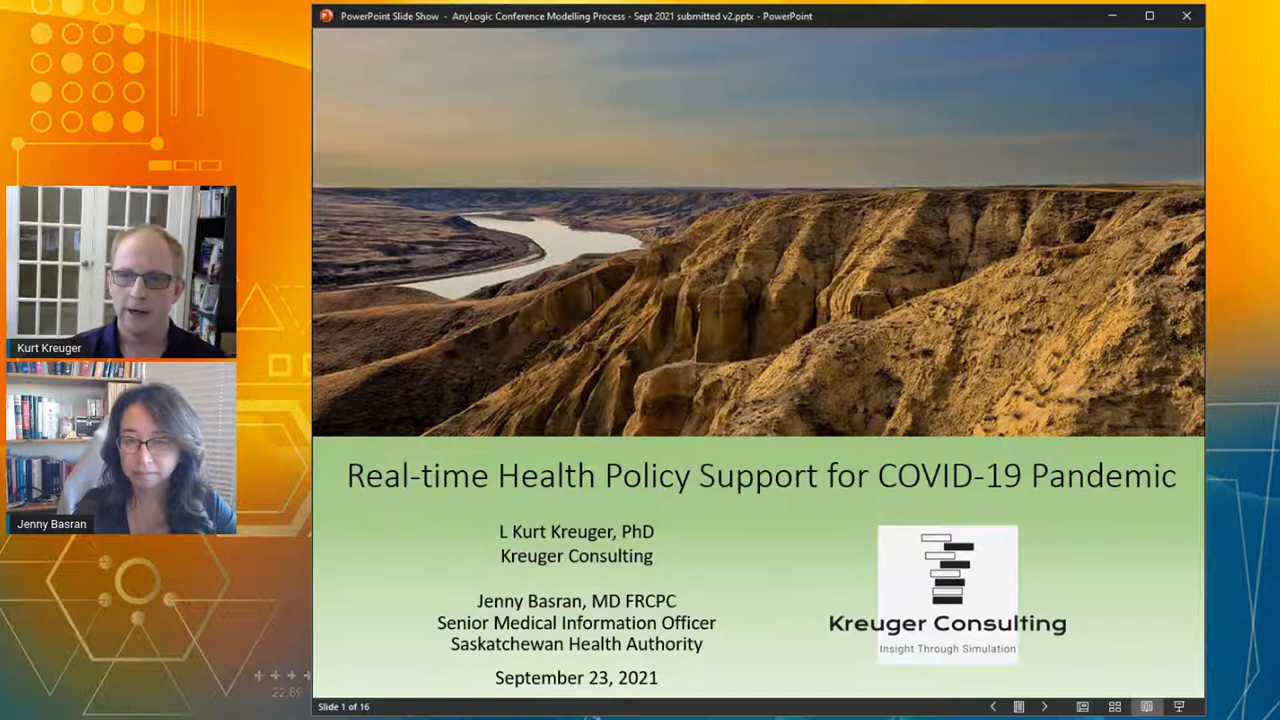 PowerPoint Slide Show - AnyLogic Conference Modelling Process - Sept 2021 submitted v2.pptx - PowerPoint
Kurt Kreuger
Jenny Basran
Real-time Health Policy Support for COVID-19 Pandemic
L Kurt Kreuger, PhD
Kreuger Consulting
Jenny Basran, MD FRCPC
Senior Medical Information Officer
Saskatchewan Health Authority
September 23, 2021
Kreuger Consulting
Insight Through Simulation
22.89
Slide 1 of 16